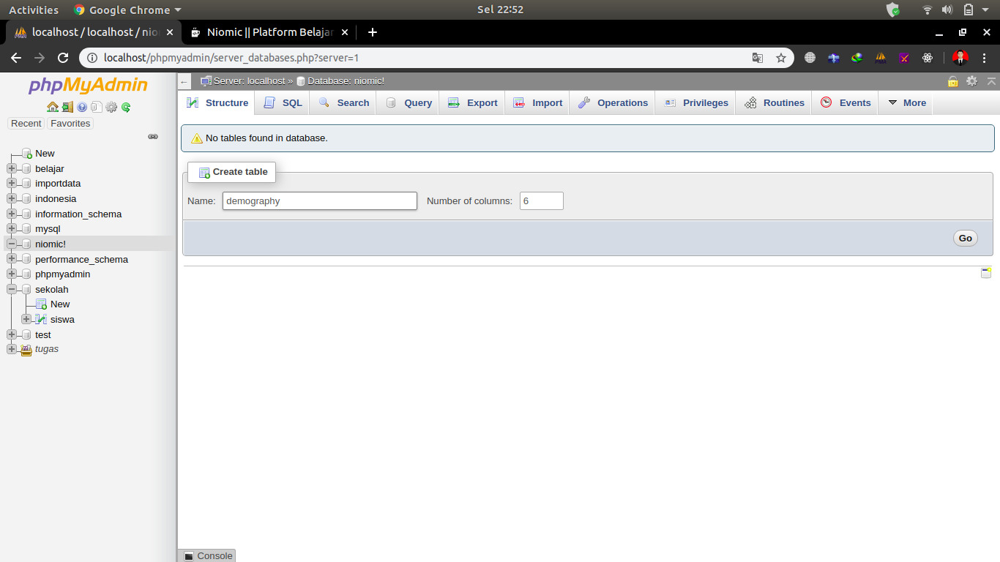 Activities Google Chrome Sel 22:52
localhost / localhost / nio Niomic || Platform Belajar
localhost/phpmyadmin/server_databases.php?server=1
phpMyAdmin
Recent Favorites
New
belajar
importdata
indonesia
information_schema
mysql
niomic!
performance_schema
phpmyadmin
sekolah
New
siswa
test
tugas
Server: localhost » Database: niomic!
Structure SQL Search Query Export Import Operations Privileges Routines Events More
No tables found in database.
Create table
Name: demography Number of columns: 6
Go
Console